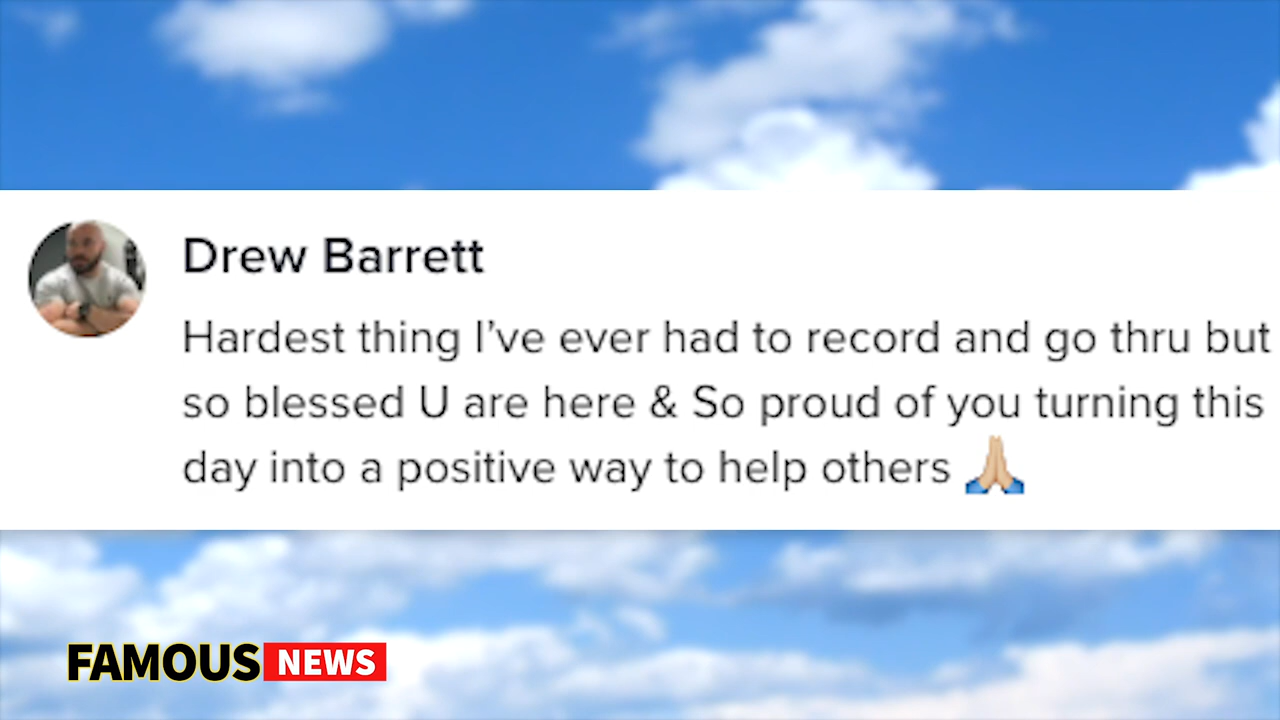 Drew Barrett
Hardest thing I’ve ever had to record and go thru but
so blessed U are here & So proud of you turning this
day into a positive way to help others 🙏🏼
FAMOUS NEWS